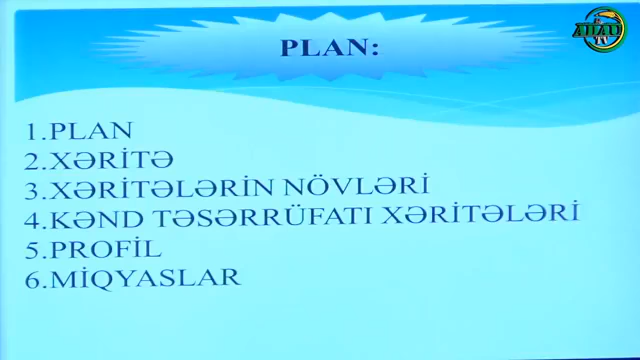 PLAN:
1.PLAN
2.XƏRİTƏ
3.XƏRİTƏLƏRİN NÖVLƏRİ
4.KƏND TƏSƏRRÜFATI XƏRİTƏLƏRİ
5.PROFİL
6.MİQYASLAR